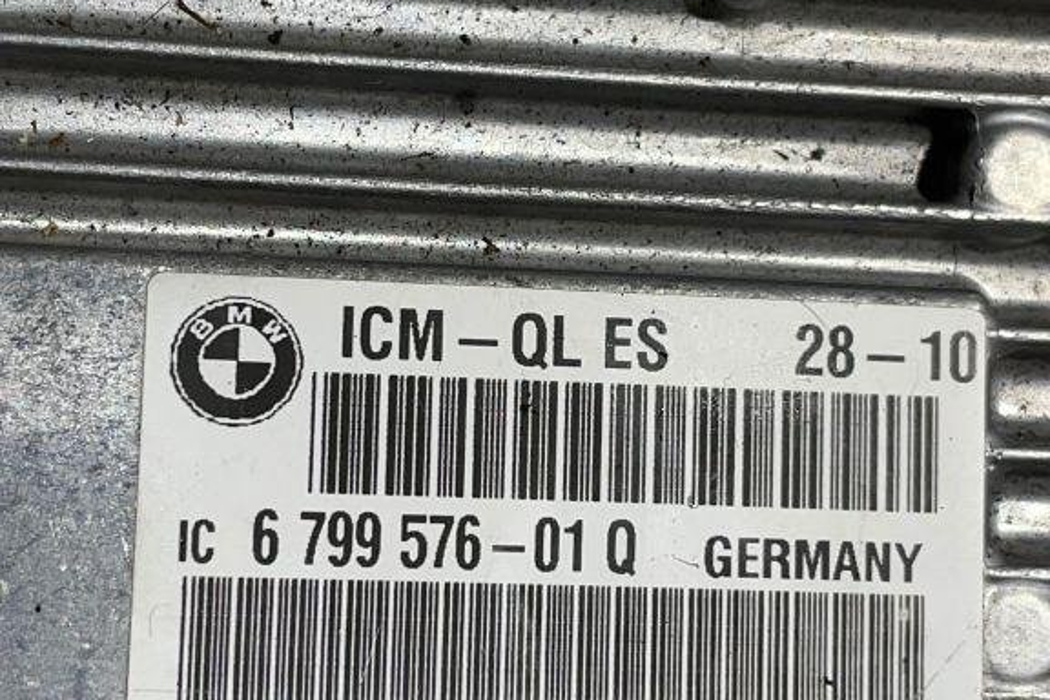 BMW
ICM – QL ES 28 – 10
IC 6 799 576 – 01 Q GERMANY